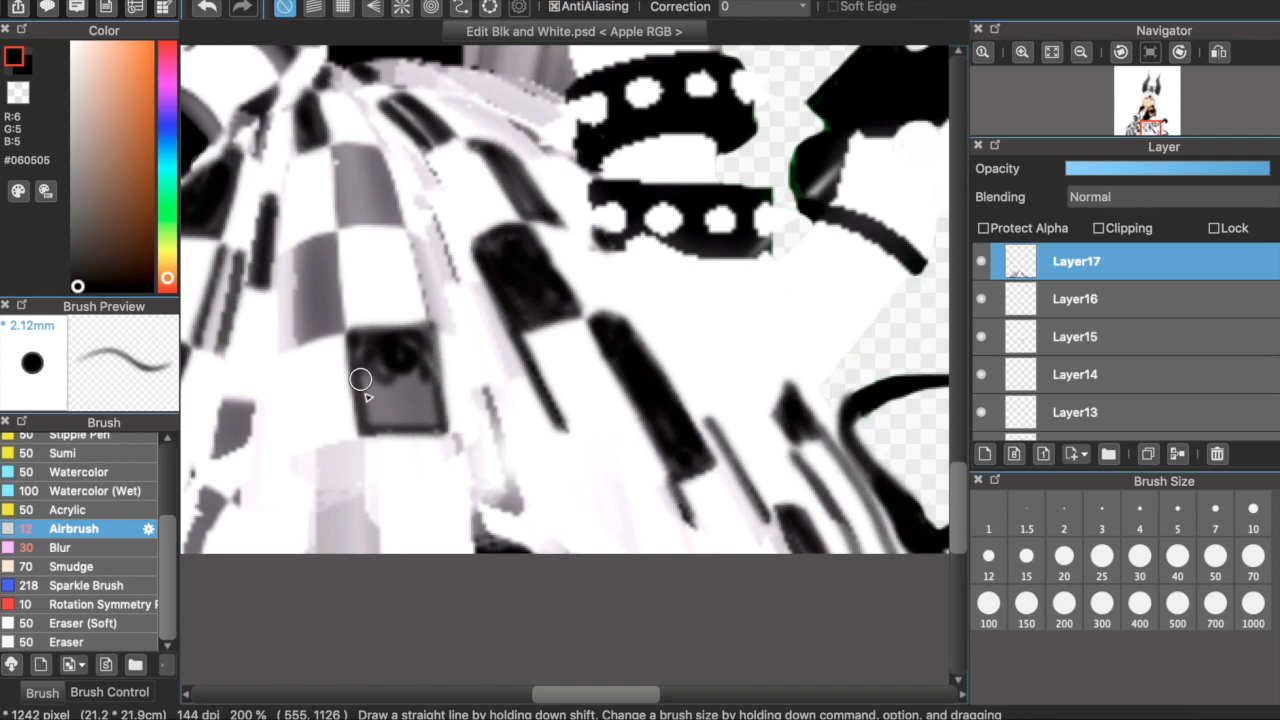 AntiAliasing
Correction 0
Soft Edge
Color
Edit Blk and White.psd < Apple RGB >
Navigator
R:6
G:5
B:5
#060505
Layer
Opacity
Blending Normal
Protect Alpha Clipping Lock
Layer17
Layer16
Layer15
Layer14
Layer13
Brush Preview
* 2.12mm
Brush
50 Stipple Pen
50 Sumi
50 Watercolor
100 Watercolor (Wet)
50 Acrylic
12 Airbrush
30 Blur
70 Smudge
218 Sparkle Brush
10 Rotation Symmetry P
50 Eraser (Soft)
50 Eraser
Brush Brush Control
Brush Size
1 1.5 2 3 4 5 7 10
12 15 20 25 30 40 50 70
100 150 200 300 400 500 700 1000
* 1242 pixel (21.2 * 21.9cm) 144 dpi 200 % ( 555, 1126 ) Draw a straight line by holding down shift, Change a brush size by holding down command, option, and dragging